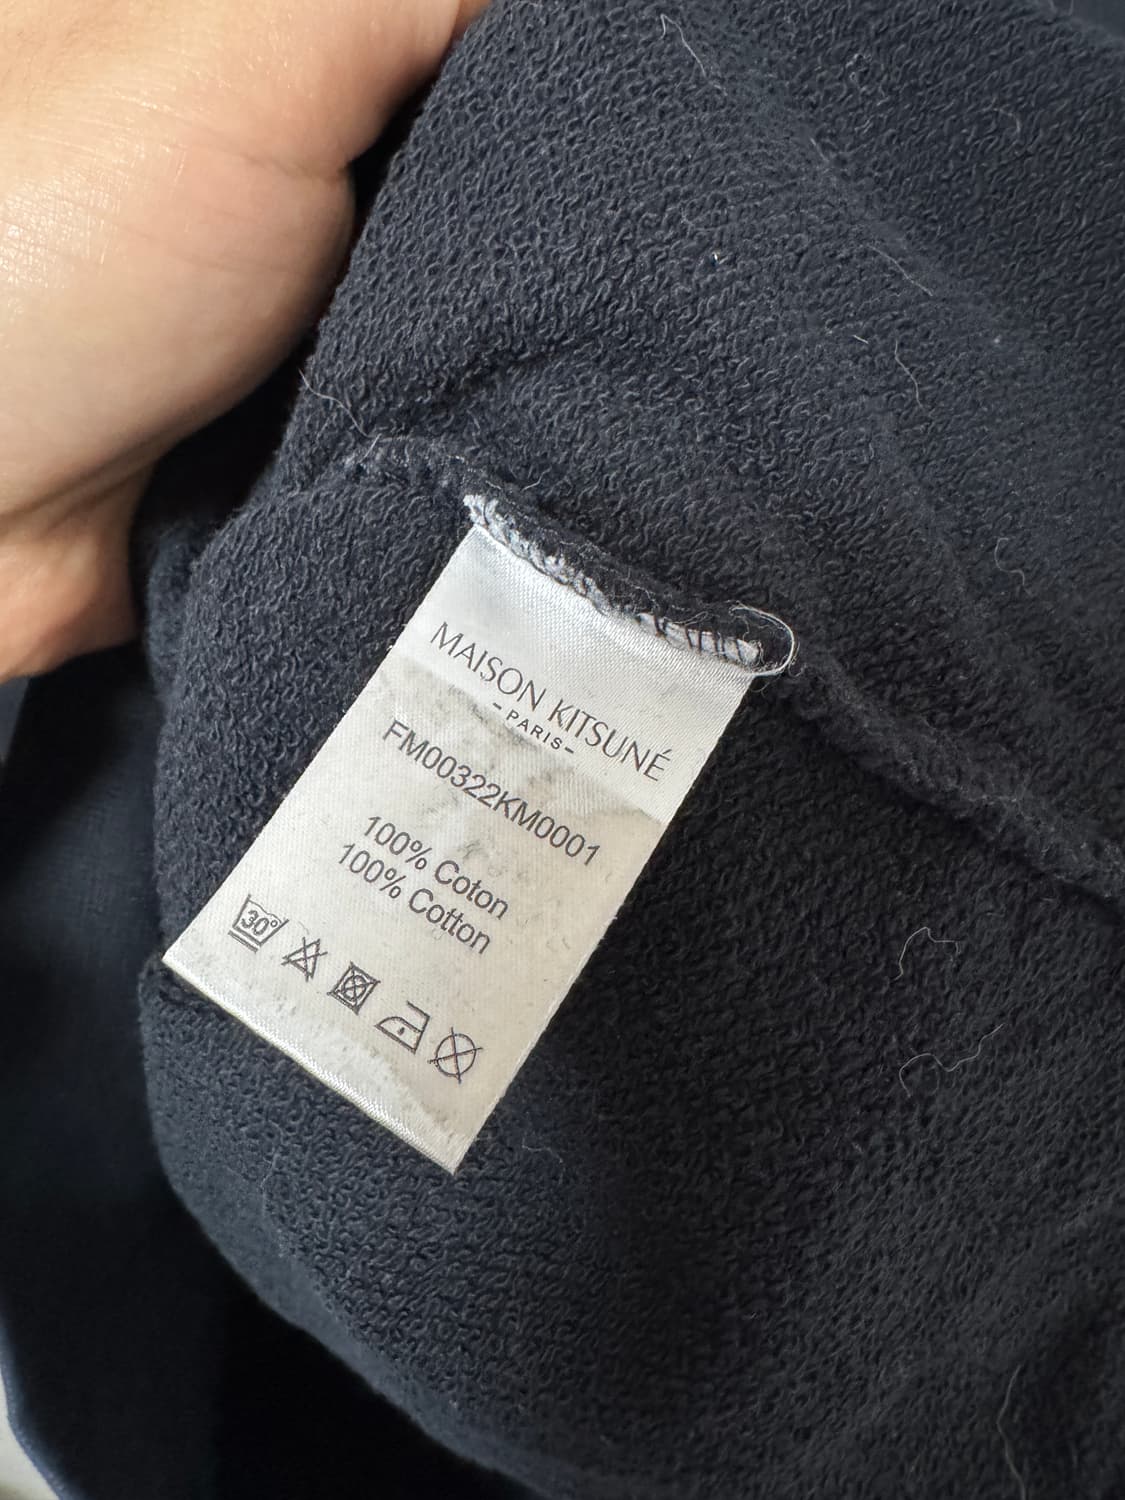 MAISON KITSUNÉ
-PARIS-
FM00322KM0001
100% Coton
100% Cotton
30°